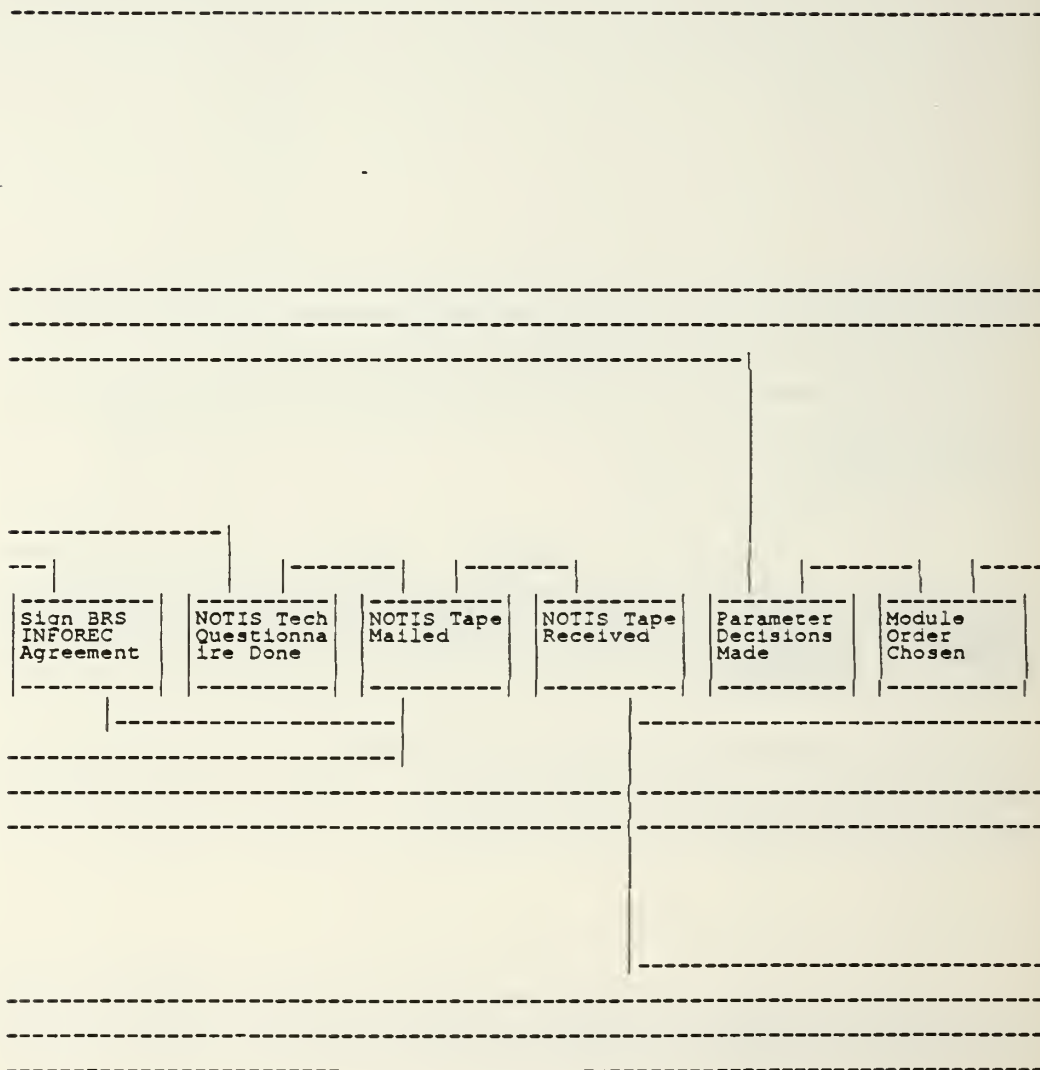 Sign BRS
INFOREC
Agreement
NOTIS Tech
Questionna
ire Done
NOTIS Tape
Mailed
NOTIS Tape
Received
Parameter
Decisions
Made
Module
Order
Chosen